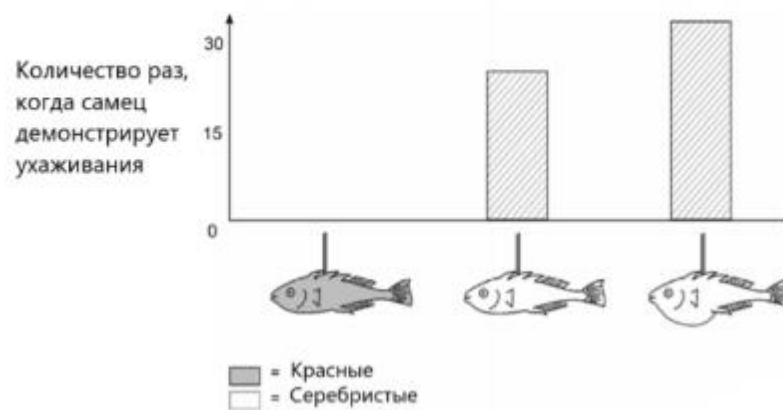 30
Количество раз,
когда самец
демонстрирует
ухаживания
15
0
= Красные
= Серебристые